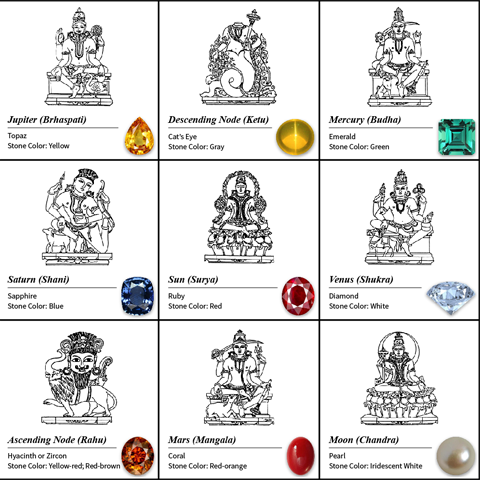 Jupiter (Brhaspati)
Topaz
Stone Color: Yellow
Descending Node (Ketu)
Cat's Eye
Stone Color: Gray
Mercury (Budha)
Emerald
Stone Color: Green
Saturn (Shani)
Sapphire
Stone Color: Blue
Sun (Surya)
Ruby
Stone Color: Red
Venus (Shukra)
Diamond
Stone Color: White
Ascending Node (Rahu)
Hyacinth or Zircon
Stone Color: Yellow-red; Red-brown
Mars (Mangala)
Coral
Stone Color: Red-orange
Moon (Chandra)
Pearl
Stone Color: Iridescent White